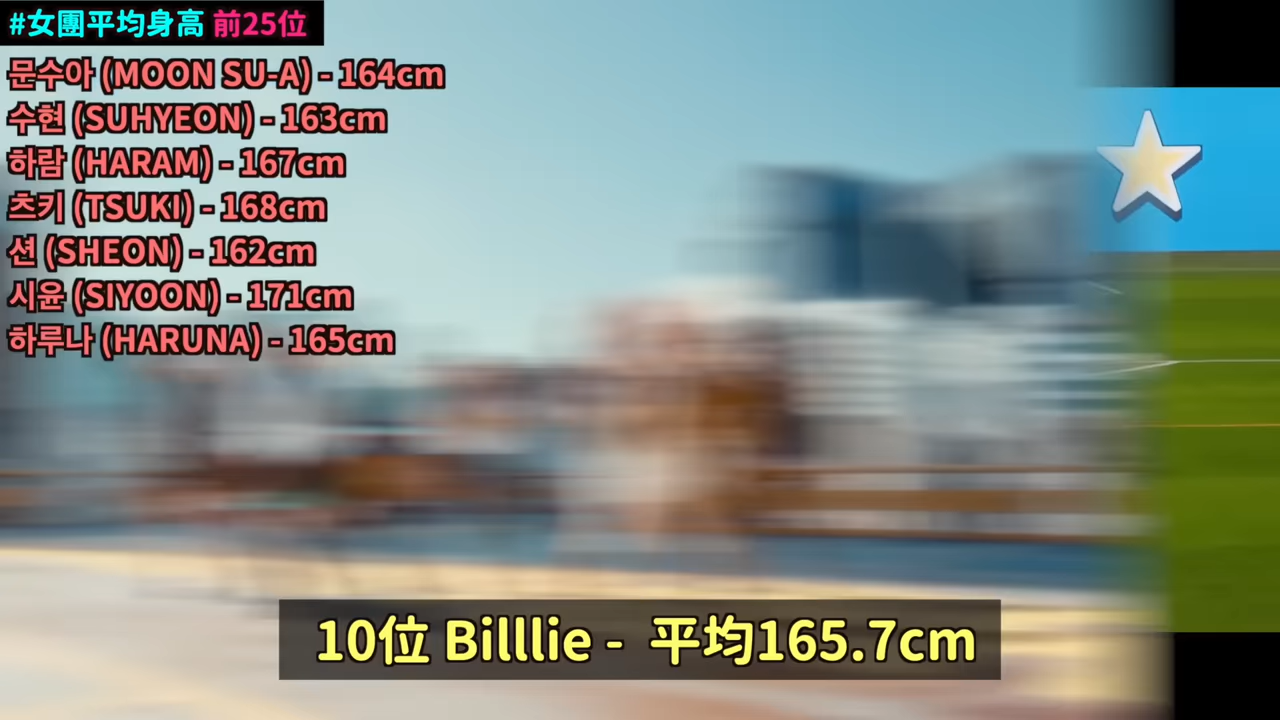 #女團平均身高 前25位
문수아 (MOON SU-A) - 164cm
수현 (SUHYEON) - 163cm
하람 (HARAM) - 167cm
츠키 (TSUKI) - 168cm
션 (SHEON) - 162cm
시윤 (SIYOON) - 171cm
하루나 (HARUNA) - 165cm
10位 Billlie - 平均165.7cm